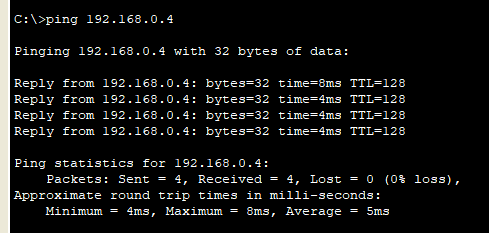 C:\>ping 192.168.0.4
Pinging 192.168.0.4 with 32 bytes of data:
Reply from 192.168.0.4: bytes=32 time=8ms TTL=128
Reply from 192.168.0.4: bytes=32 time=4ms TTL=128
Reply from 192.168.0.4: bytes=32 time=4ms TTL=128
Reply from 192.168.0.4: bytes=32 time=4ms TTL=128
Ping statistics for 192.168.0.4:
    Packets: Sent = 4, Received = 4, Lost = 0 (0% loss),
Approximate round trip times in milli-seconds:
    Minimum = 4ms, Maximum = 8ms, Average = 5ms